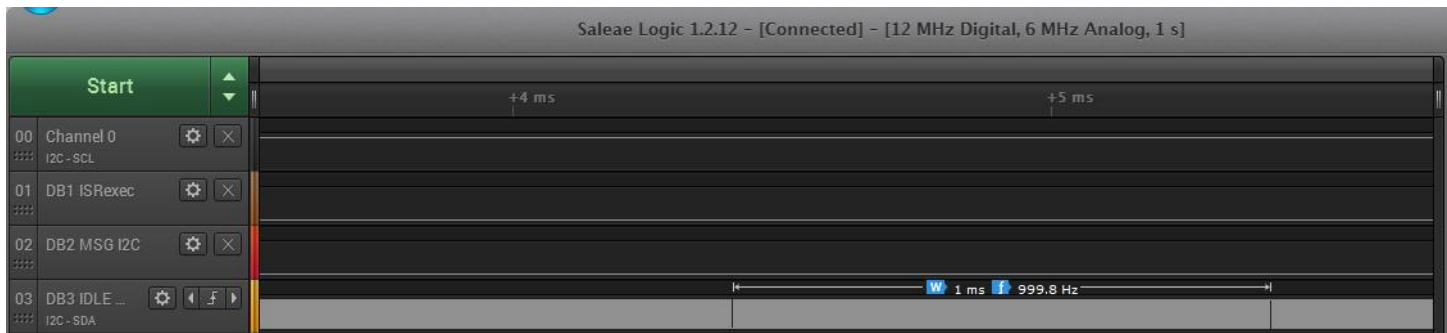 Saleae Logic 1.2.12 - [Connected] - [12 MHz Digital, 6 MHz Analog, 1 s]
Start
+4 ms +5 ms
00 Channel 0
I2C - SCL
01 DB1 ISRexec
02 DB2 MSG I2C
03 DB3 IDLE ... W 1 ms f 999.8 Hz
I2C - SDA